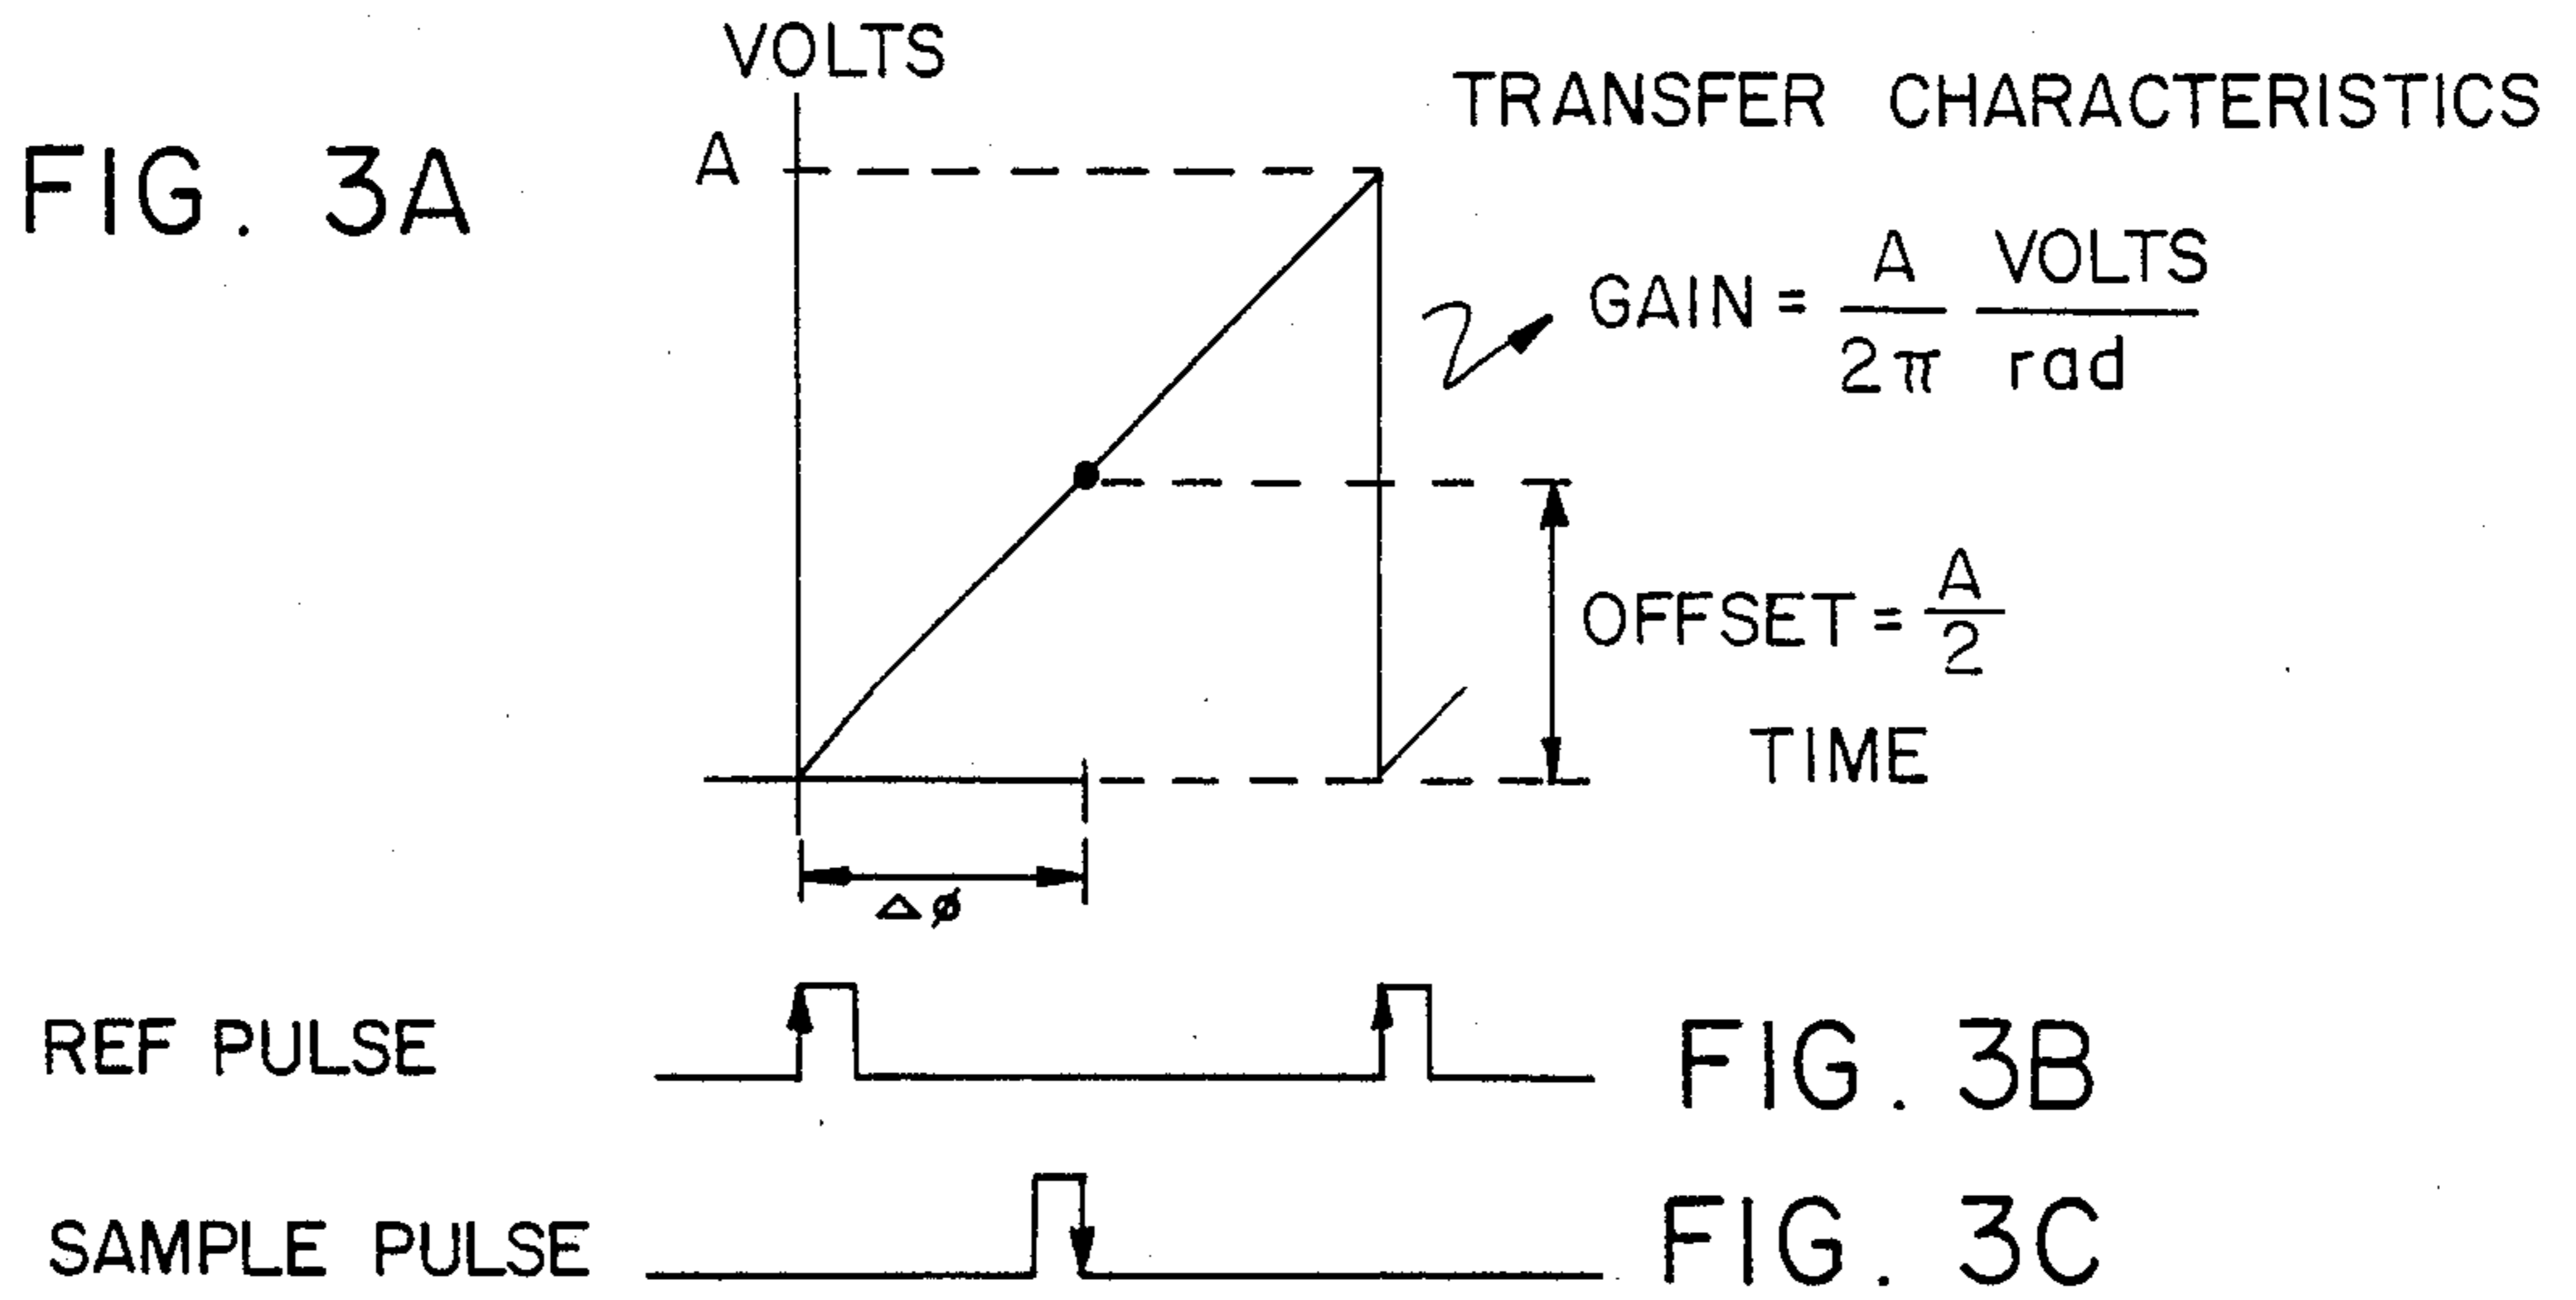 VOLTS
TRANSFER CHARACTERISTICS
FIG. 3A
A
GAIN = A/2π VOLTS/rad
OFFSET = A/2
TIME
Δø
REF PULSE
FIG. 3B
SAMPLE PULSE
FIG. 3C